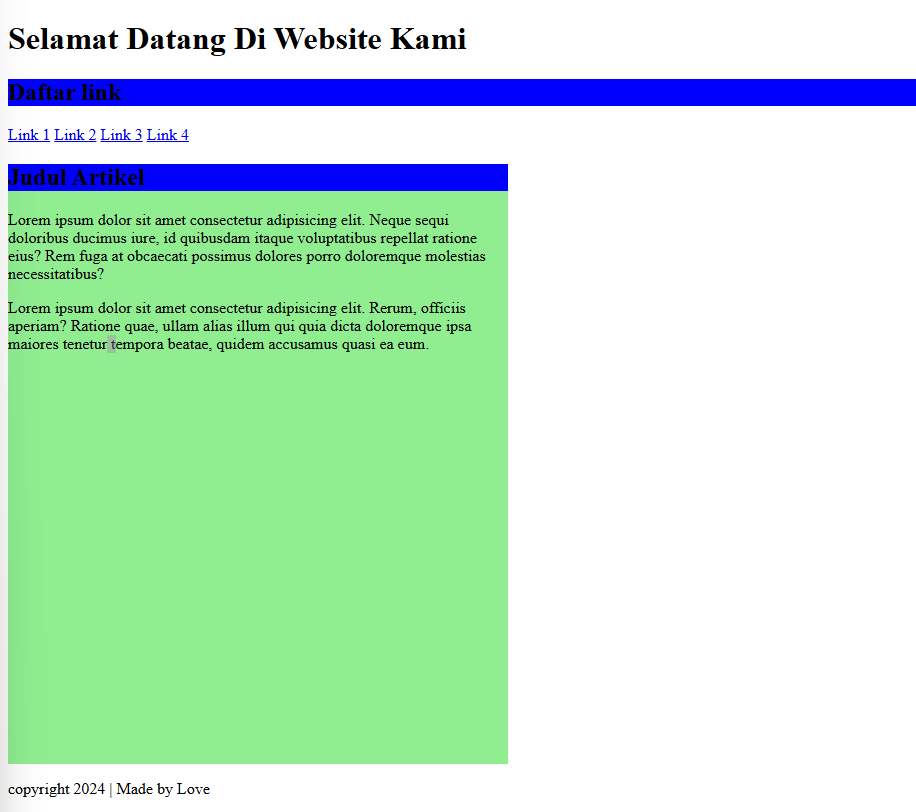 Selamat Datang Di Website Kami
Daftar link
Link 1 Link 2 Link 3 Link 4
Judul Artikel
Lorem ipsum dolor sit amet consectetur adipisicing elit. Neque sequi
doloribus ducimus iure, id quibusdam itaque voluptatibus repellat ratione
eius? Rem fuga at obcaecati possimus dolores porro doloremque molestias
necessitatibus?
Lorem ipsum dolor sit amet consectetur adipisicing elit. Rerum, officiis
aperiam? Ratione quae, ullam alias illum qui quia dicta doloremque ipsa
maiores tenetur tempora beatae, quidem accusamus quasi ea eum.
copyright 2024 | Made by Love